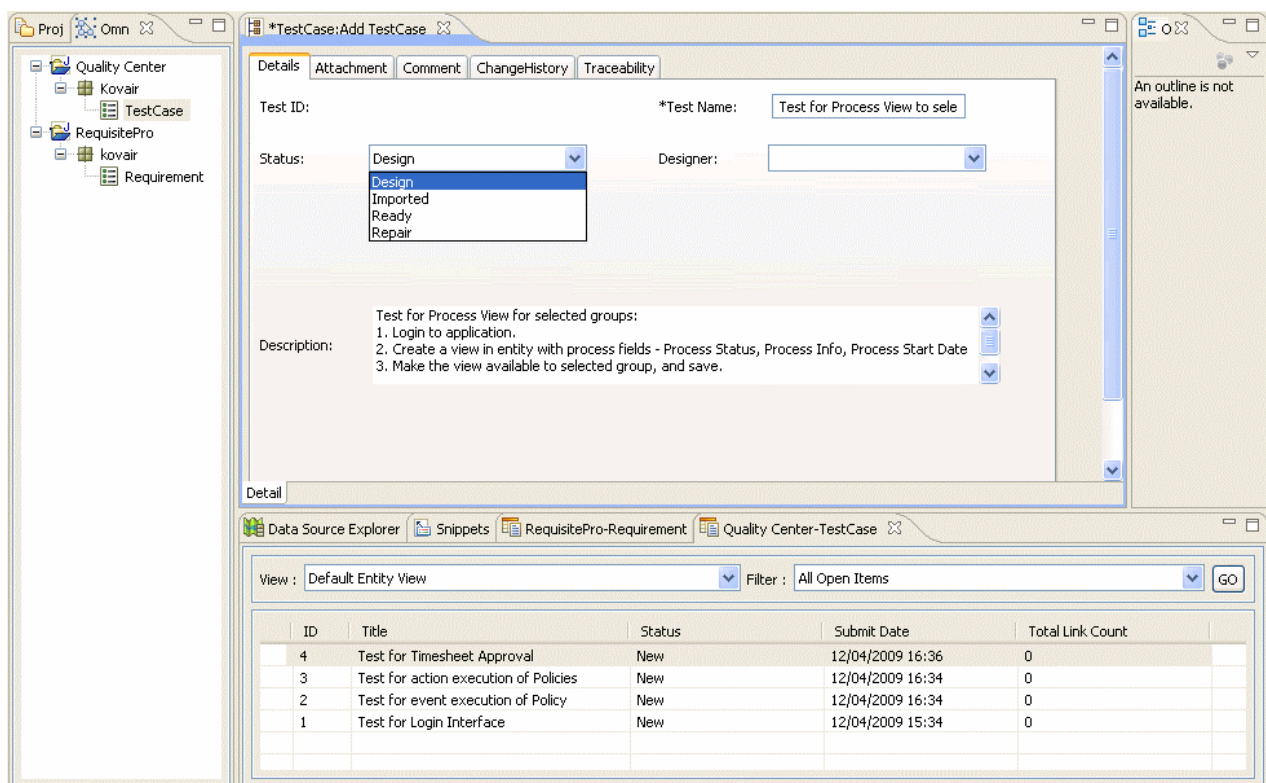 Proj
Omn
Quality Center
Kovair
TestCase
RequisitePro
kovair
Requirement
*TestCase:Add TestCase
Details
Attachment
Comment
ChangeHistory
Traceability
Test ID:
*Test Name:
Test for Process View to sele
Status:
Design
Designer:
Design
Imported
Ready
Repair
Description:
Test for Process View for selected groups:
1. Login to application.
2. Create a view in entity with process fields - Process Status, Process Info, Process Start Date
3. Make the view available to selected group, and save.
Detail
O
An outline is not
available.
Data Source Explorer
Snippets
RequisitePro-Requirement
Quality Center-TestCase
View : Default Entity View
Filter : All Open Items
GO
ID Title Status Submit Date Total Link Count
4 Test for Timesheet Approval New 12/04/2009 16:36 0
3 Test for action execution of Policies New 12/04/2009 16:34 0
2 Test for event execution of Policy New 12/04/2009 16:34 0
1 Test for Login Interface New 12/04/2009 15:34 0